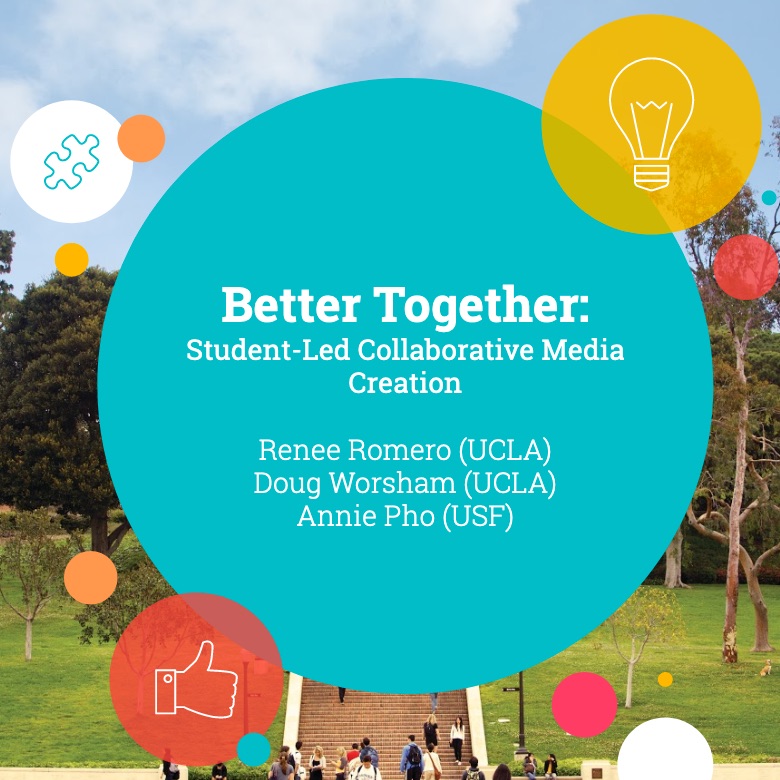 Better Together:
Student-Led Collaborative Media
Creation
Renee Romero (UCLA)
Doug Worsham (UCLA)
Annie Pho (USF)